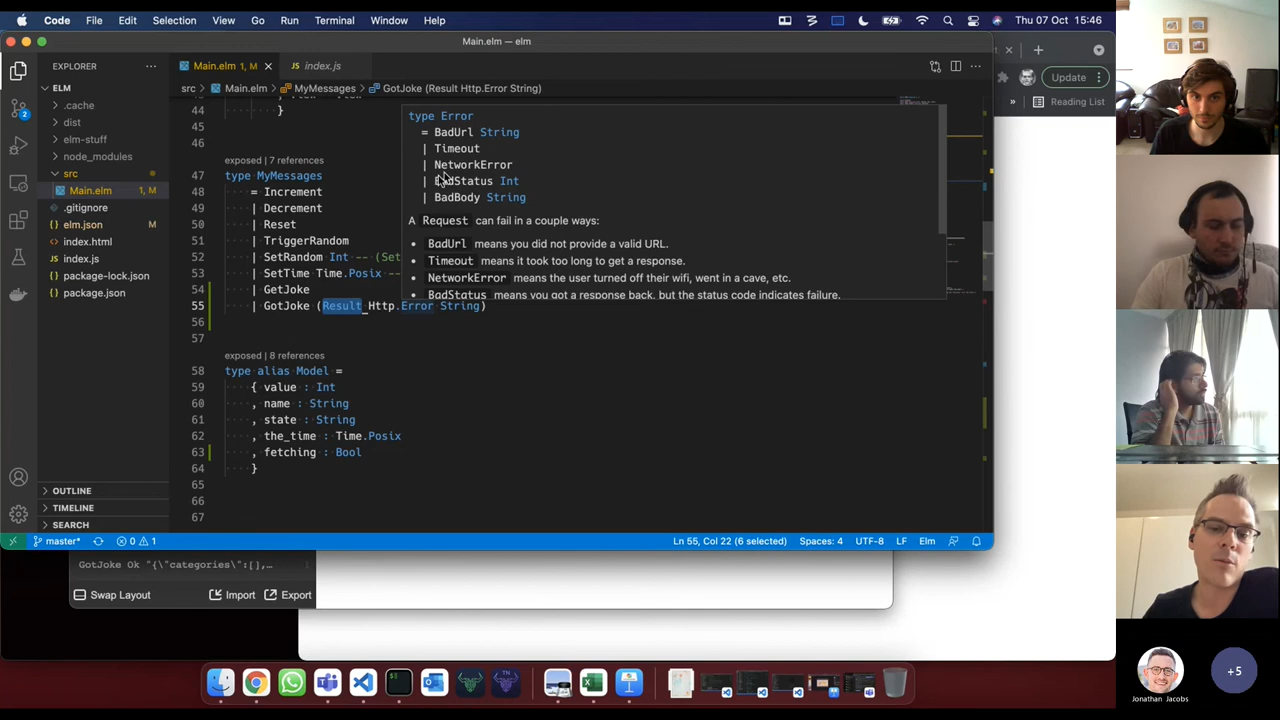 Code File Edit Selection View Go Run Terminal Window Help
Thu 07 Oct 15:46
Main.elm — elm
EXPLORER
Main.elm 1, M
index.js
src > Main.elm > MyMessages > GotJoke (Result Http.Error String)
ELM
.cache
dist
elm-stuff
node_modules
src
Main.elm 1, M
.gitignore
elm.json M
index.html
index.js
package-lock.json
package.json
OUTLINE
TIMELINE
SEARCH
44 }
45
46
exposed | 7 references
47 type MyMessages
48 = Increment
49 | Decrement
50 | Reset
51 | TriggerRandom
52 | SetRandom Int -- (Set
53 | SetTime Time.Posix --
54 | GetJoke
55 | GotJoke (Result Http.Error String)
56
57
exposed | 8 references
58 type alias Model =
59 { value : Int
60 , name : String
61 , state : String
62 , the_time : Time.Posix
63 , fetching : Bool
64 }
65
66
67
type Error
= BadUrl String
| Timeout
| NetworkError
| BadStatus Int
| BadBody String
A Request can fail in a couple ways:
• BadUrl means you did not provide a valid URL.
• Timeout means it took too long to get a response.
• NetworkError means the user turned off their wifi, went in a cave, etc.
• BadStatus means you got a response back, but the status code indicates failure.
master* 0 1
Ln 55, Col 22 (6 selected) Spaces: 4 UTF-8 LF Elm
GotJoke Ok "{\"categories\":[],… 1
Swap Layout Import Export
Update
Reading List
Jonathan Jacobs
+5